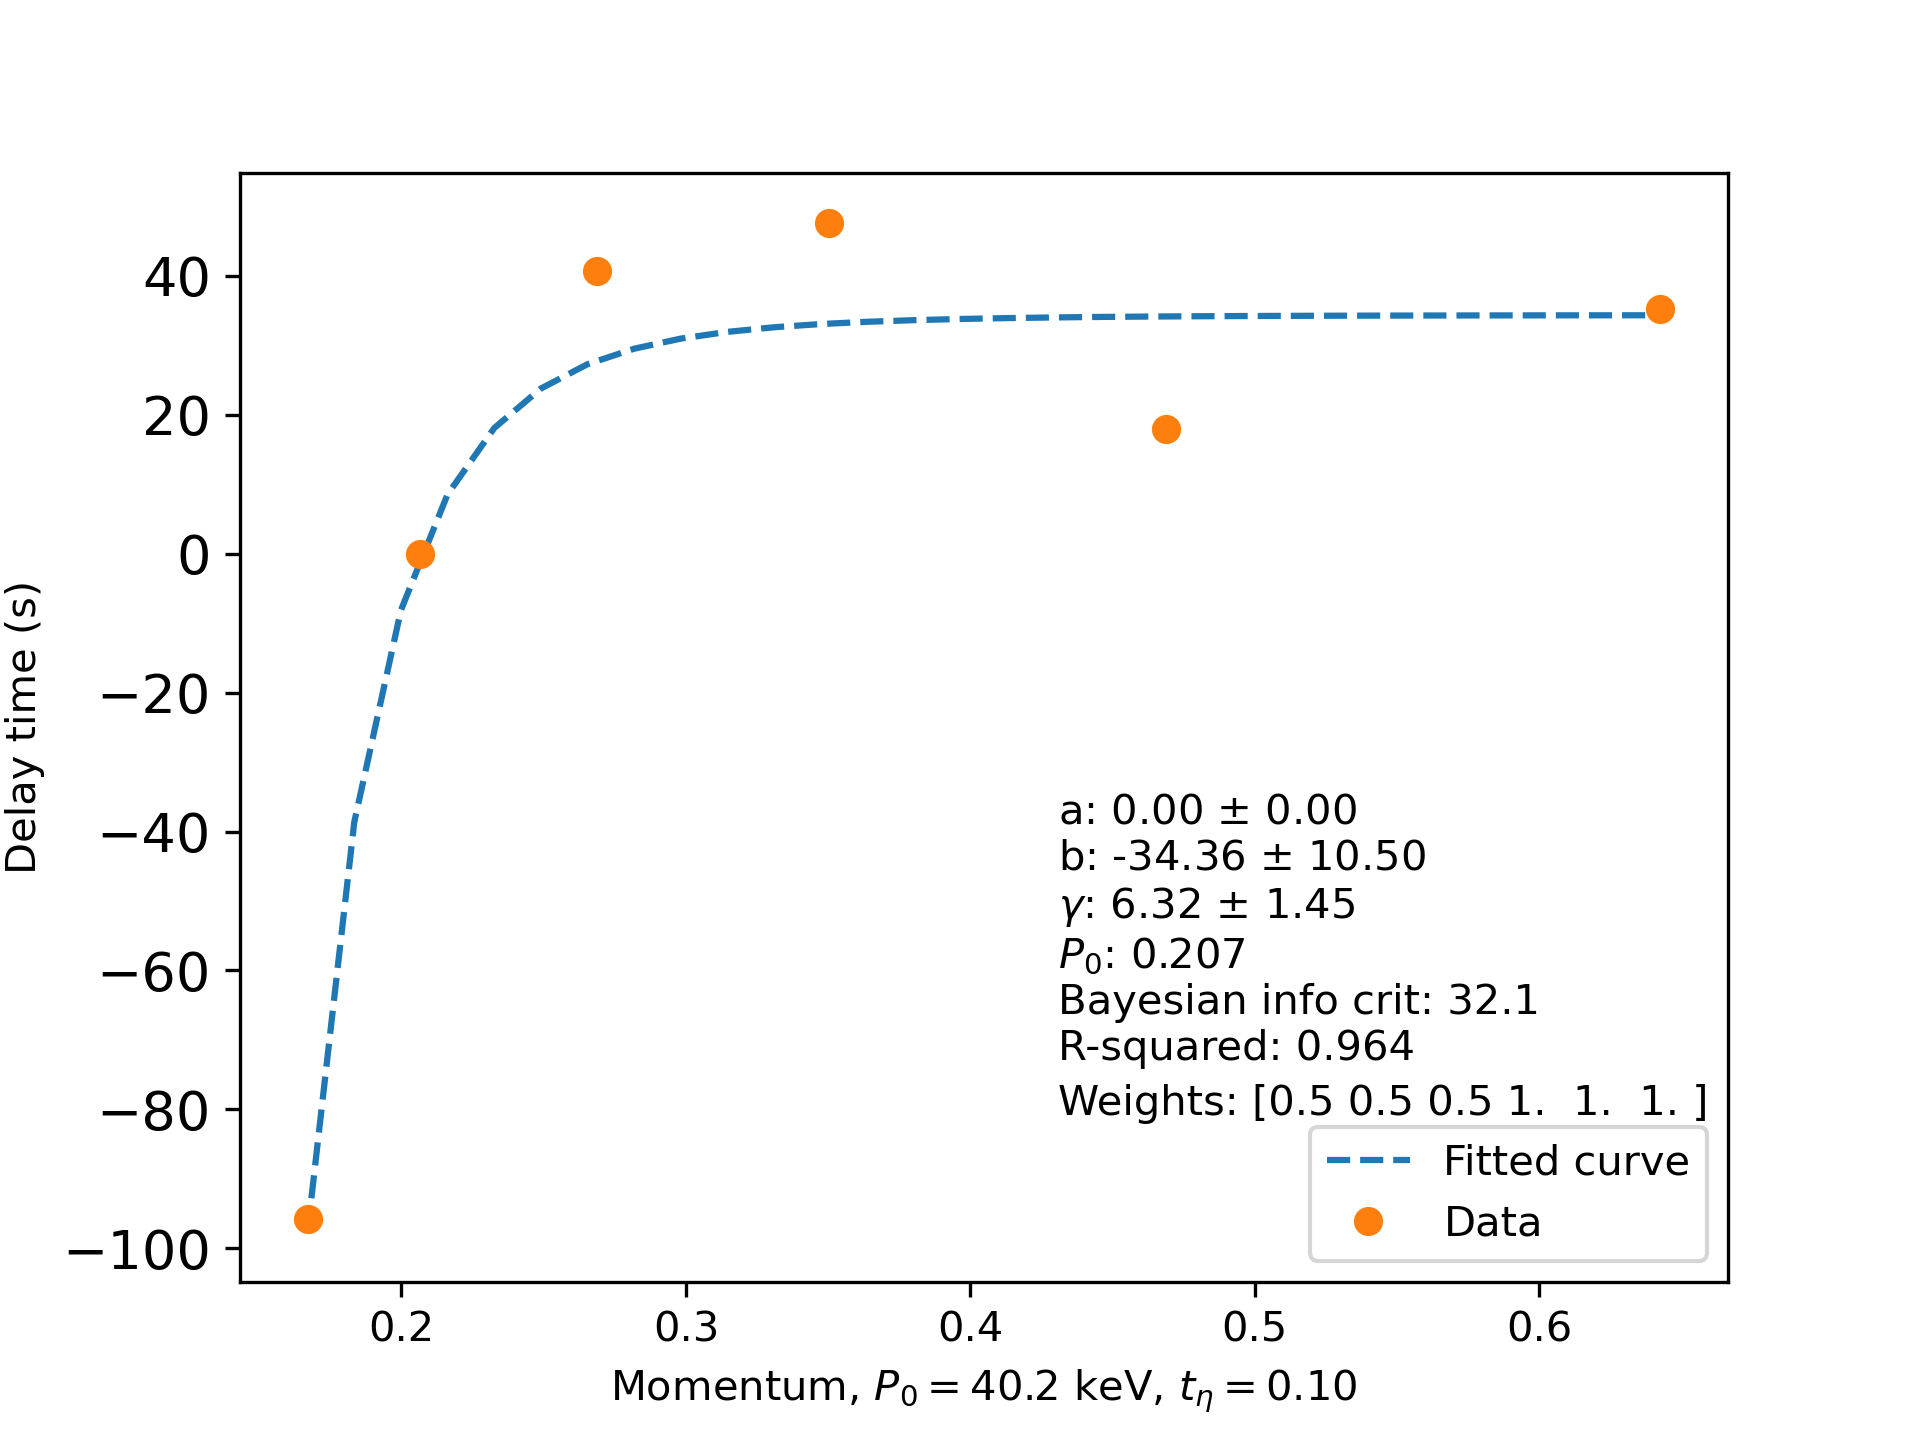 40
20
0
−20
−40
−60
−80
−100
Delay time (s)
a: 0.00 ± 0.00
b: -34.36 ± 10.50
γ: 6.32 ± 1.45
P₀: 0.207
Bayesian info crit: 32.1
R-squared: 0.964
Weights: [0.5 0.5 0.5 1.  1.  1. ]
Fitted curve
Data
0.2 0.3 0.4 0.5 0.6
Momentum, P₀ = 40.2 keV, tη = 0.10